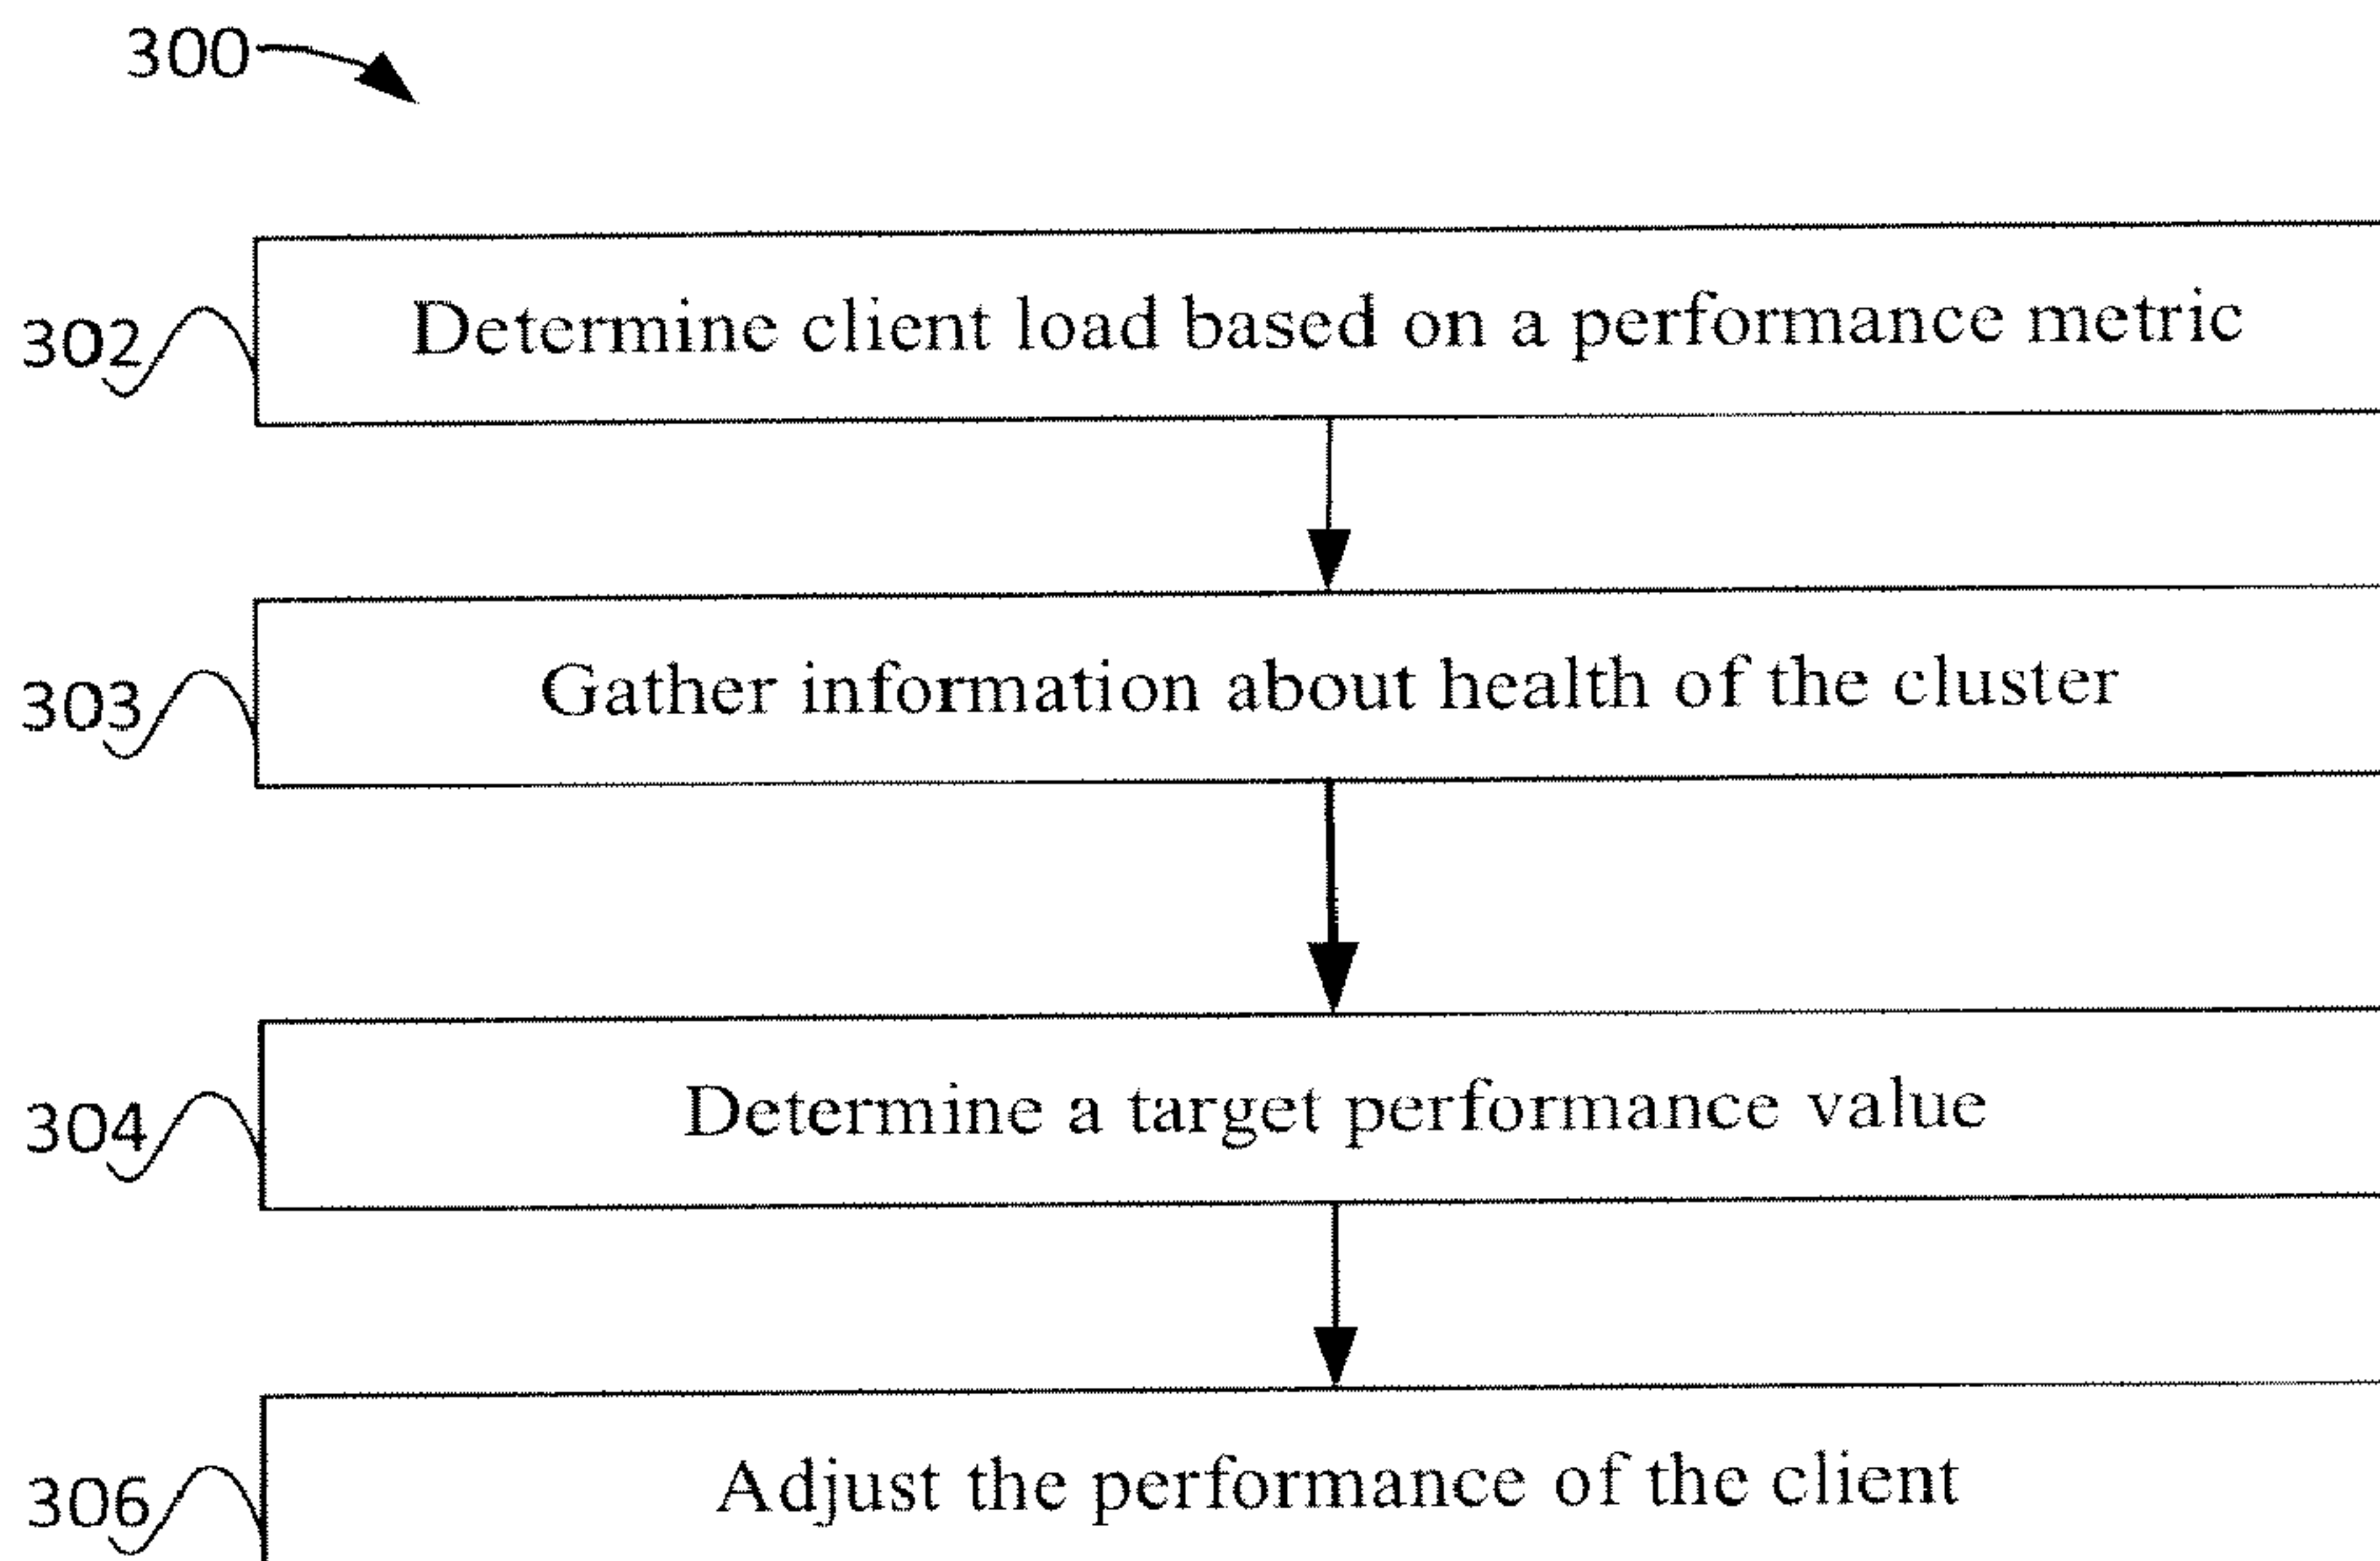 300
302 Determine client load based on a performance metric
303 Gather information about health of the cluster
304 Determine a target performance value
306 Adjust the performance of the client